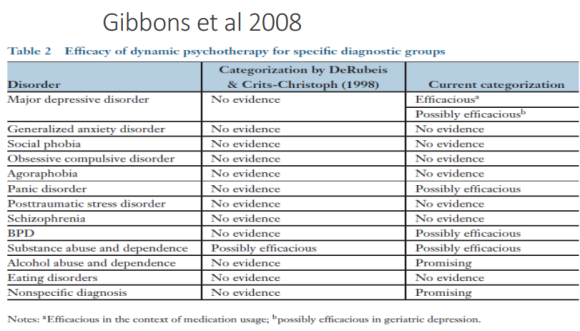 Gibbons et al 2008
Table 2 Efficacy of dynamic psychotherapy for specific diagnostic groups
Categorization by DeRubeis
Disorder & Crits-Christoph (1998) Current categorization
Major depressive disorder No evidence Efficaciousᵃ
Possibly efficaciousᵇ
Generalized anxiety disorder No evidence No evidence
Social phobia No evidence No evidence
Obsessive compulsive disorder No evidence No evidence
Agoraphobia No evidence No evidence
Panic disorder No evidence Possibly efficacious
Posttraumatic stress disorder No evidence No evidence
Schizophrenia No evidence No evidence
BPD No evidence Possibly efficacious
Substance abuse and dependence Possibly efficacious Possibly efficacious
Alcohol abuse and dependence No evidence Promising
Eating disorders No evidence No evidence
Nonspecific diagnosis No evidence Promising
Notes: ᵃEfficacious in the context of medication usage; ᵇpossibly efficacious in geriatric depression.